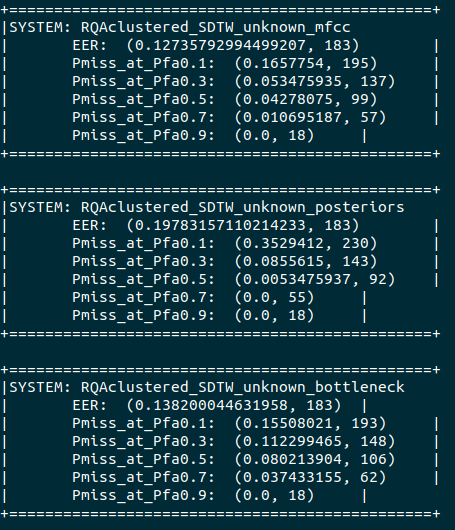 +===============================================+
|SYSTEM: RQAclustered_SDTW_unknown_mfcc
|       EER:  (0.12735792994499207, 183)        |
|       Pmiss_at_Pfa0.1:  (0.1657754, 195)      |
|       Pmiss_at_Pfa0.3:  (0.053475935, 137)    |
|       Pmiss_at_Pfa0.5:  (0.04278075, 99)      |
|       Pmiss_at_Pfa0.7:  (0.010695187, 57)     |
|       Pmiss_at_Pfa0.9:  (0.0, 18)     |
+===============================================+
+===============================================+
|SYSTEM: RQAclustered_SDTW_unknown_posteriors
|       EER:  (0.19783157110214233, 183)        |
|       Pmiss_at_Pfa0.1:  (0.3529412, 230)      |
|       Pmiss_at_Pfa0.3:  (0.0855615, 143)      |
|       Pmiss_at_Pfa0.5:  (0.0053475937, 92)    |
|       Pmiss_at_Pfa0.7:  (0.0, 55)     |
|       Pmiss_at_Pfa0.9:  (0.0, 18)     |
+===============================================+
+===============================================+
|SYSTEM: RQAclustered_SDTW_unknown_bottleneck
|       EER:  (0.138200044631958, 183)  |
|       Pmiss_at_Pfa0.1:  (0.15508021, 193)     |
|       Pmiss_at_Pfa0.3:  (0.112299465, 148)    |
|       Pmiss_at_Pfa0.5:  (0.080213904, 106)    |
|       Pmiss_at_Pfa0.7:  (0.037433155, 62)     |
|       Pmiss_at_Pfa0.9:  (0.0, 18)     |
+===============================================+